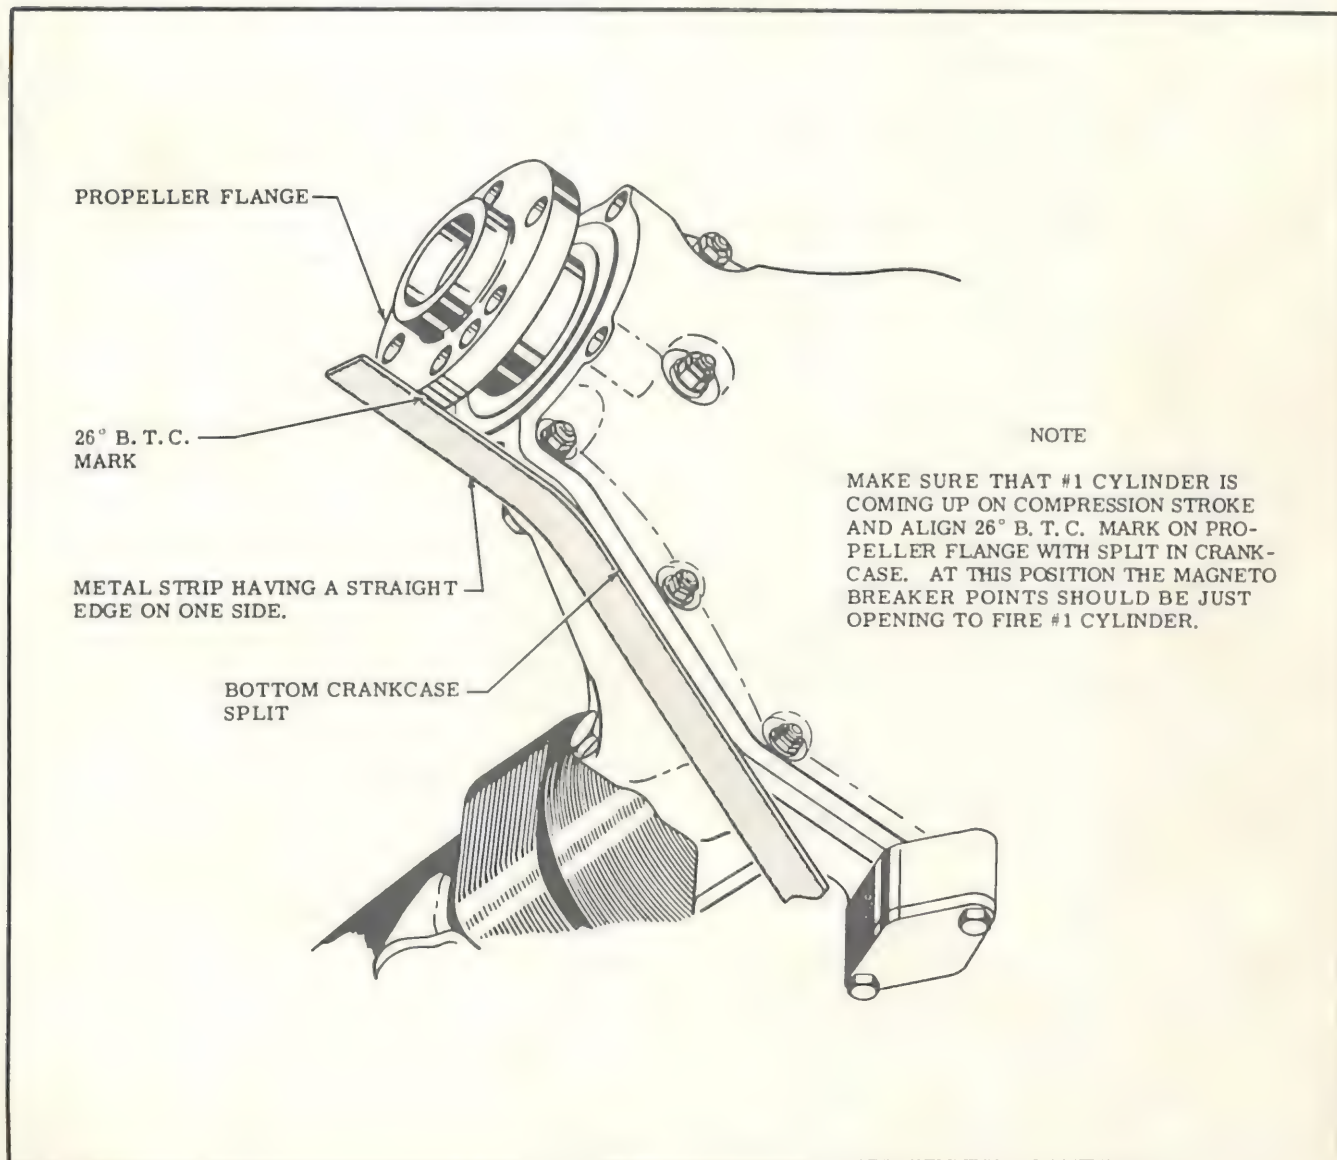 PROPELLER FLANGE
26° B. T. C.
MARK
METAL STRIP HAVING A STRAIGHT
EDGE ON ONE SIDE.
BOTTOM CRANKCASE
SPLIT
NOTE
MAKE SURE THAT #1 CYLINDER IS
COMING UP ON COMPRESSION STROKE
AND ALIGN 26° B. T. C. MARK ON PRO-
PELLER FLANGE WITH SPLIT IN CRANK-
CASE. AT THIS POSITION THE MAGNETO
BREAKER POINTS SHOULD BE JUST
OPENING TO FIRE #1 CYLINDER.